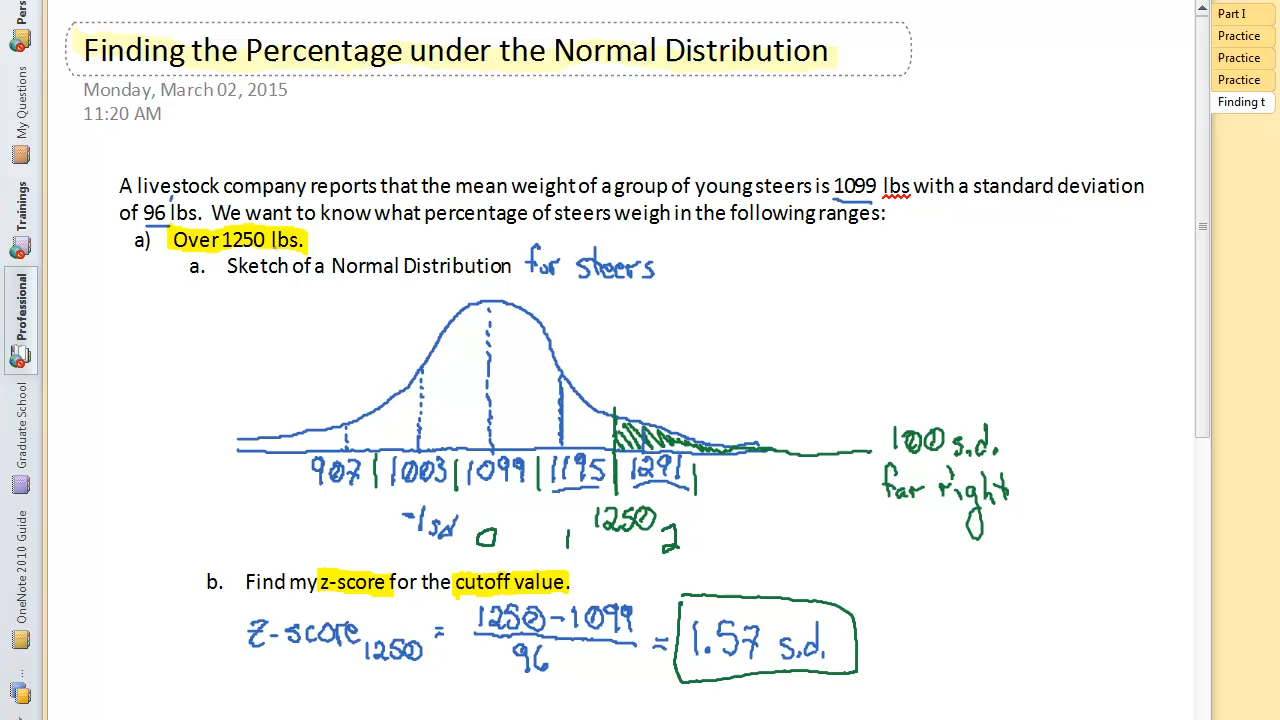 Finding the Percentage under the Normal Distribution
Monday, March 02, 2015
11:20 AM
A livestock company reports that the mean weight of a group of young steers is 1099 lbs with a standard deviation
of 96 lbs. We want to know what percentage of steers weigh in the following ranges:
a) Over 1250 lbs.
a. Sketch of a Normal Distribution for steers
907 1003 1099 1195 1291
100 s.d.
far right
-1 sd 0 1 1250 2
b. Find my z-score for the cutoff value.
z-score 1250 = 1250 - 1099 / 96 = 1.57 s.d.
Pers
My Questions
Trainings
Professional
Graduate School
OneNote 2010 Guide
...
Part I
Practice
Practice
Practice
Finding t